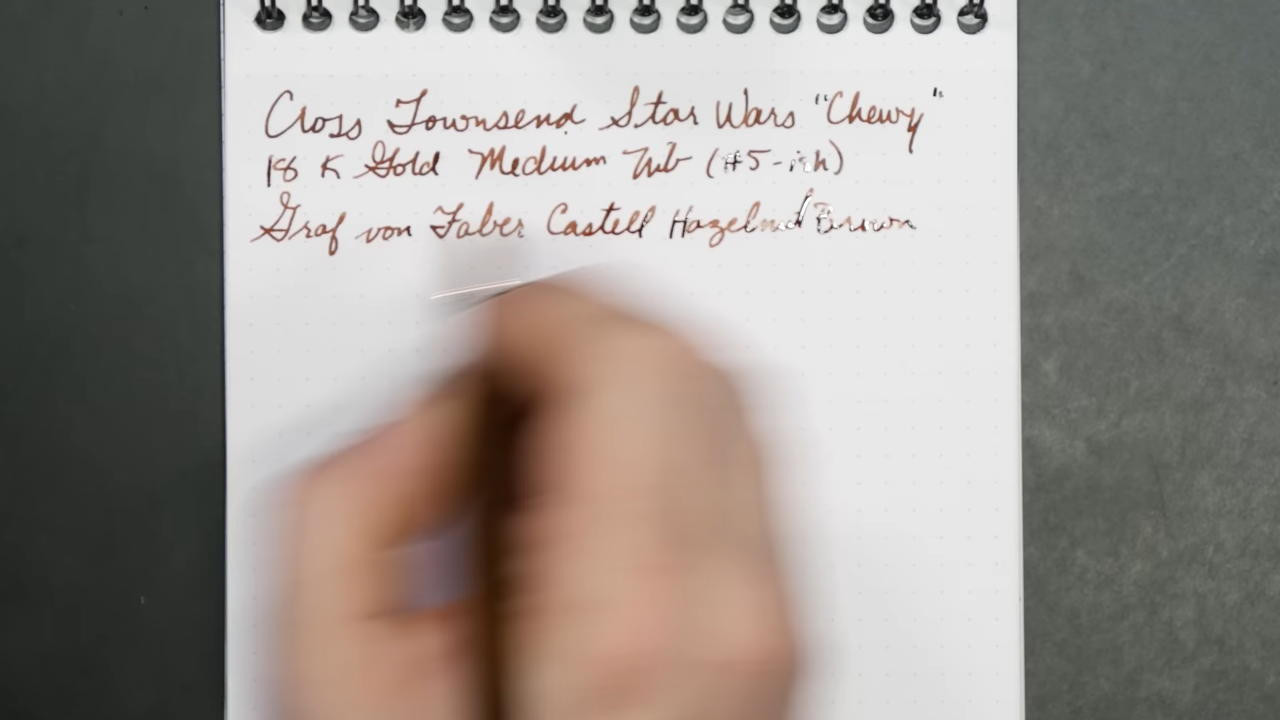 Cross Townsend Star Wars "Chewy"
18 K Gold Medium Nib (#5-ish)
Graf von Faber Castell Hazelnut Brown